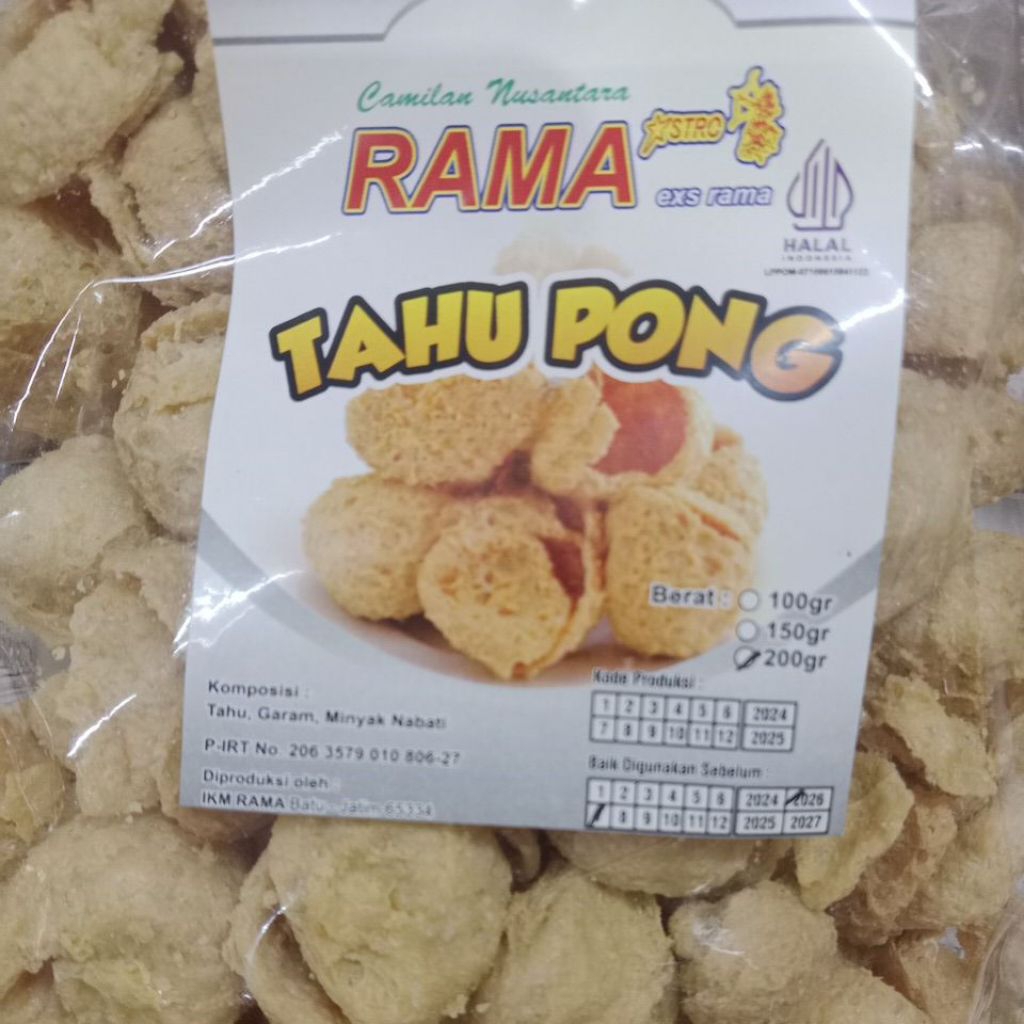 Camilan Nusantara
RAMA
ASTRO
exs rama
HALAL
INDONESIA
TAHU PONG
Berat :
100gr
150gr
200gr
Komposisi :
Tahu, Garam, Minyak Nabati
P-IRT No. 206 3579 010 806-27
Diproduksi oleh :
IKM RAMA Batu - Jatim 65334
Kode Produksi :
1 2 3 4 5 6 2024
7 8 9 10 11 12 2025
Baik Digunakan Sebelum :
1 2 3 4 5 6 2024 2026
8 9 10 11 12 2025 2027